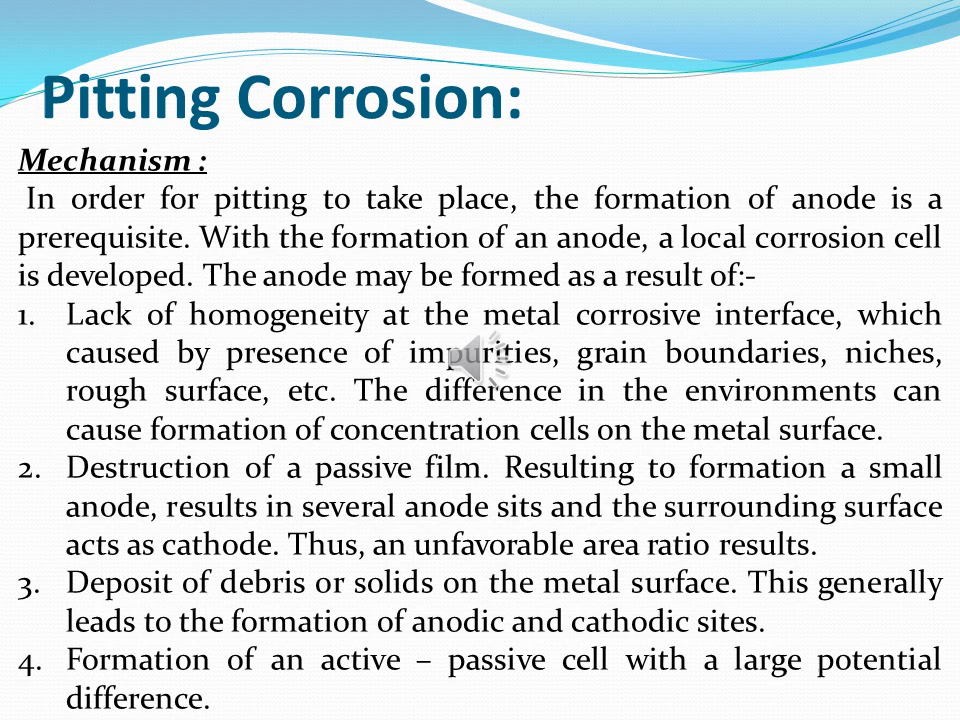 Pitting Corrosion:
Mechanism :
In order for pitting to take place, the formation of anode is a
prerequisite. With the formation of an anode, a local corrosion cell
is developed. The anode may be formed as a result of:-
1. Lack of homogeneity at the metal corrosive interface, which
caused by presence of impurities, grain boundaries, niches,
rough surface, etc. The difference in the environments can
cause formation of concentration cells on the metal surface.
2. Destruction of a passive film. Resulting to formation a small
anode, results in several anode sits and the surrounding surface
acts as cathode. Thus, an unfavorable area ratio results.
3. Deposit of debris or solids on the metal surface. This generally
leads to the formation of anodic and cathodic sites.
4. Formation of an active – passive cell with a large potential
difference.